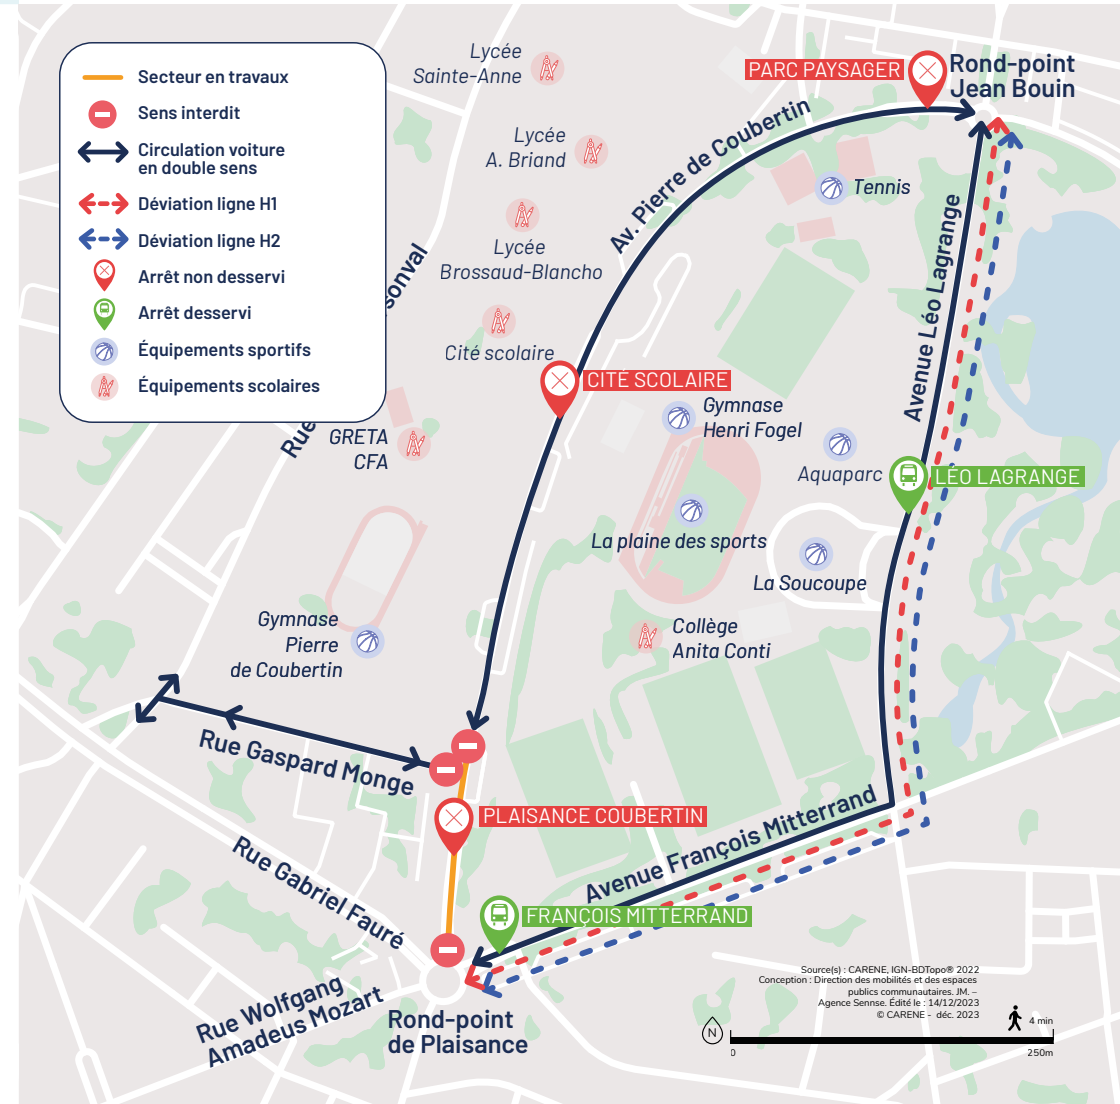 Secteur en travaux
Sens interdit
Circulation voiture
en double sens
Déviation ligne H1
Déviation ligne H2
Arrêt non desservi
Arrêt desservi
Équipements sportifs
Équipements scolaires
Lycée
Sainte-Anne
Lycée
A. Briand
Lycée
Brossaud-Blancho
Cité scolaire
PARC PAYSAGER
Rond-point
Jean Bouin
Av. Pierre de Coubertin
Tennis
Avenue Léo Lagrange
sonval
Rue
GRETA
CFA
CITÉ SCOLAIRE
Gymnase
Henri Fogel
Aquaparc
LÉO LAGRANGE
La plaine des sports
La Soucoupe
Gymnase
Pierre
de Coubertin
Collège
Anita Conti
Rue Gaspard Monge
PLAISANCE COUBERTIN
Avenue François Mitterrand
Rue Gabriel Fauré
FRANÇOIS MITTERRAND
Rue Wolfgang
Amadeus Mozart
Rond-point
de Plaisance
Source(s) : CARENE, IGN-BDTopo® 2022
Conception : Direction des mobilités et des espaces
publics communautaires. JM. –
Agence Sennse. Édité le : 14/12/2023
© CARENE - déc. 2023
N
4 min
0
250m